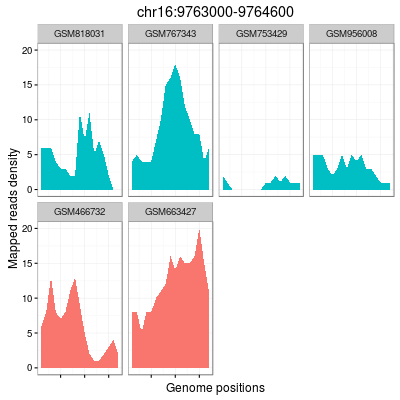 chr16:9763000-9764600
GSM818031 GSM767343 GSM753429 GSM956008
20
15
10
5
0
GSM466732 GSM663427
20
15
10
5
0
Mapped reads density
Genome positions